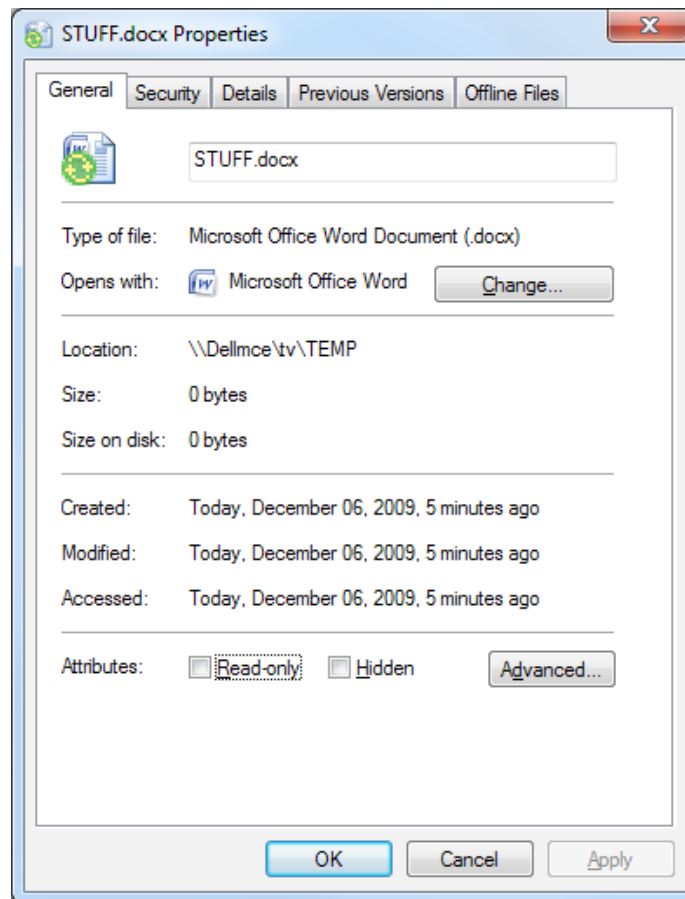 STUFF.docx Properties
General Security Details Previous Versions Offline Files
STUFF.docx
Type of file: Microsoft Office Word Document (.docx)
Opens with: Microsoft Office Word Change...
Location: \\Dellmce\tv\TEMP
Size: 0 bytes
Size on disk: 0 bytes
Created: Today, December 06, 2009, 5 minutes ago
Modified: Today, December 06, 2009, 5 minutes ago
Accessed: Today, December 06, 2009, 5 minutes ago
Attributes: Read-only Hidden Advanced...
OK Cancel Apply